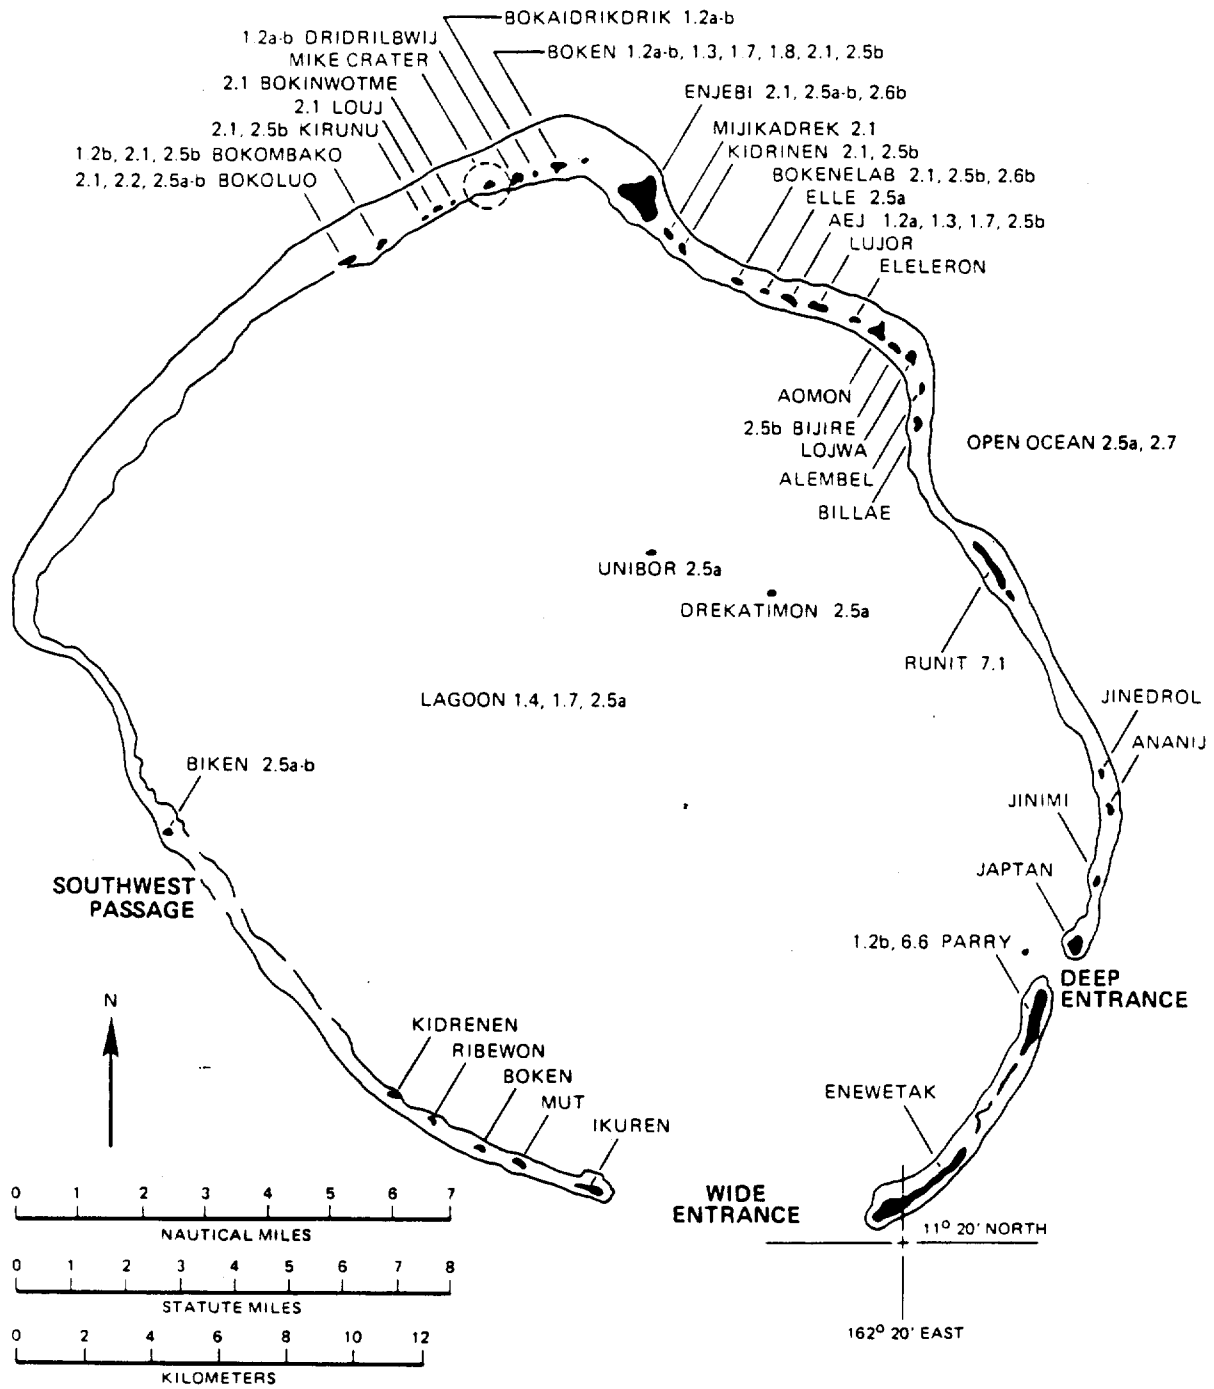 BOKAIDRIKDRIK 1.2a-b
1.2a-b DRIDRILBWIJ
BOKEN 1.2a-b, 1.3, 1.7, 1.8, 2.1, 2.5b
MIKE CRATER
2.1 BOKINWOTME
2.1 LOUJ
2.1, 2.5b KIRUNU
1.2b, 2.1, 2.5b BOKOMBAKO
2.1, 2.2, 2.5a-b BOKOLUO
ENJEBI 2.1, 2.5a-b, 2.6b
MIJIKADREK 2.1
KIDRINEN 2.1, 2.5b
BOKENELAB 2.1, 2.5b, 2.6b
ELLE 2.5a
AEJ 1.2a, 1.3, 1.7, 2.5b
LUJOR
ELELERON
AOMON
2.5b BIJIRE
LOJWA
ALEMBEL
BILLAE
OPEN OCEAN 2.5a, 2.7
UNIBOR 2.5a
DREKATIMON 2.5a
RUNIT 7.1
LAGOON 1.4, 1.7, 2.5a
JINEDROL
ANANIJ
BIKEN 2.5a-b
JINIMI
JAPTAN
SOUTHWEST
PASSAGE
1.2b, 6.6 PARRY
DEEP
ENTRANCE
N
KIDRENEN
RIBEWON
BOKEN
MUT
IKUREN
ENEWETAK
WIDE
ENTRANCE
11° 20' NORTH
162° 20' EAST
0 1 2 3 4 5 6 7
NAUTICAL MILES
0 1 2 3 4 5 6 7 8
STATUTE MILES
0 2 4 6 8 10 12
KILOMETERS